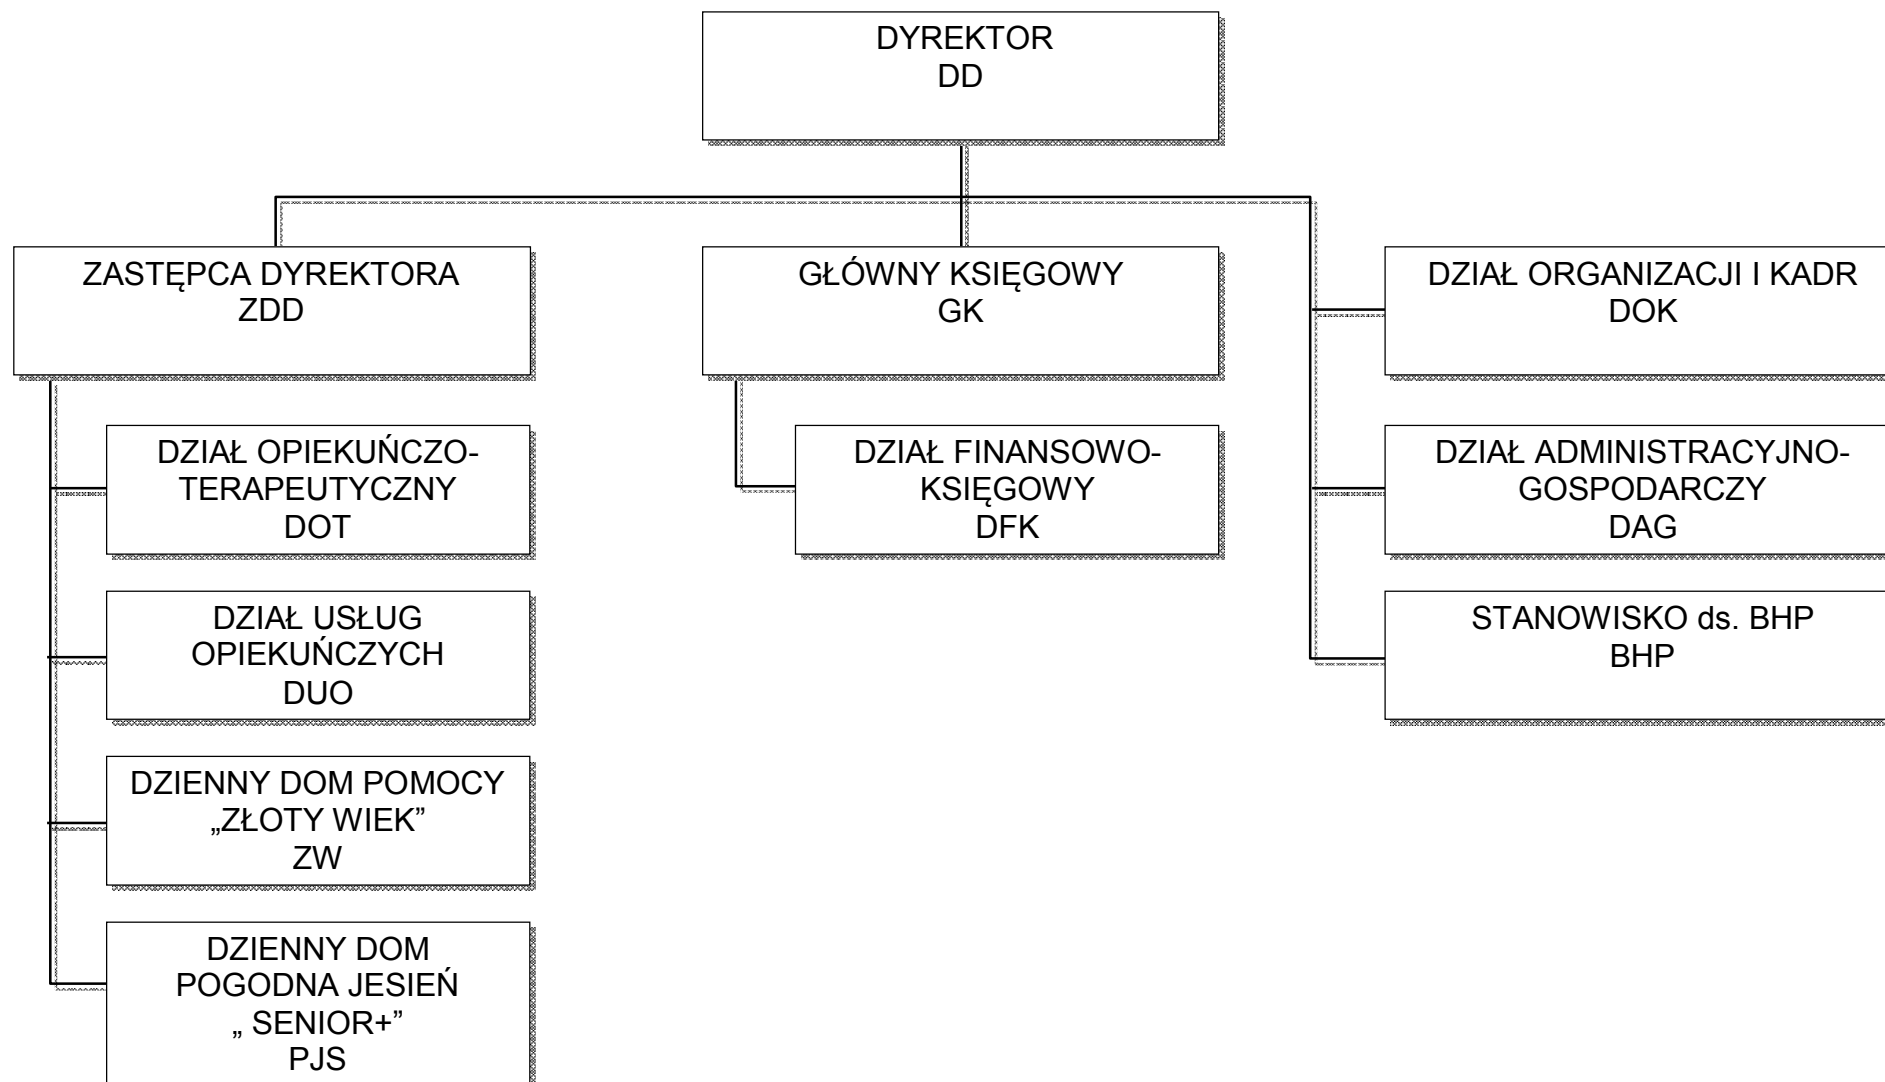 DYREKTOR
DD
ZASTĘPCA DYREKTORA
ZDD
GŁÓWNY KSIĘGOWY
GK
DZIAŁ ORGANIZACJI I KADR
DOK
DZIAŁ OPIEKUŃCZO-
TERAPEUTYCZNY
DOT
DZIAŁ FINANSOWO-
KSIĘGOWY
DFK
DZIAŁ ADMINISTRACYJNO-
GOSPODARCZY
DAG
DZIAŁ USŁUG
OPIEKUŃCZYCH
DUO
STANOWISKO ds. BHP
BHP
DZIENNY DOM POMOCY
„ZŁOTY WIEK”
ZW
DZIENNY DOM
POGODNA JESIEŃ
„ SENIOR+”
PJS